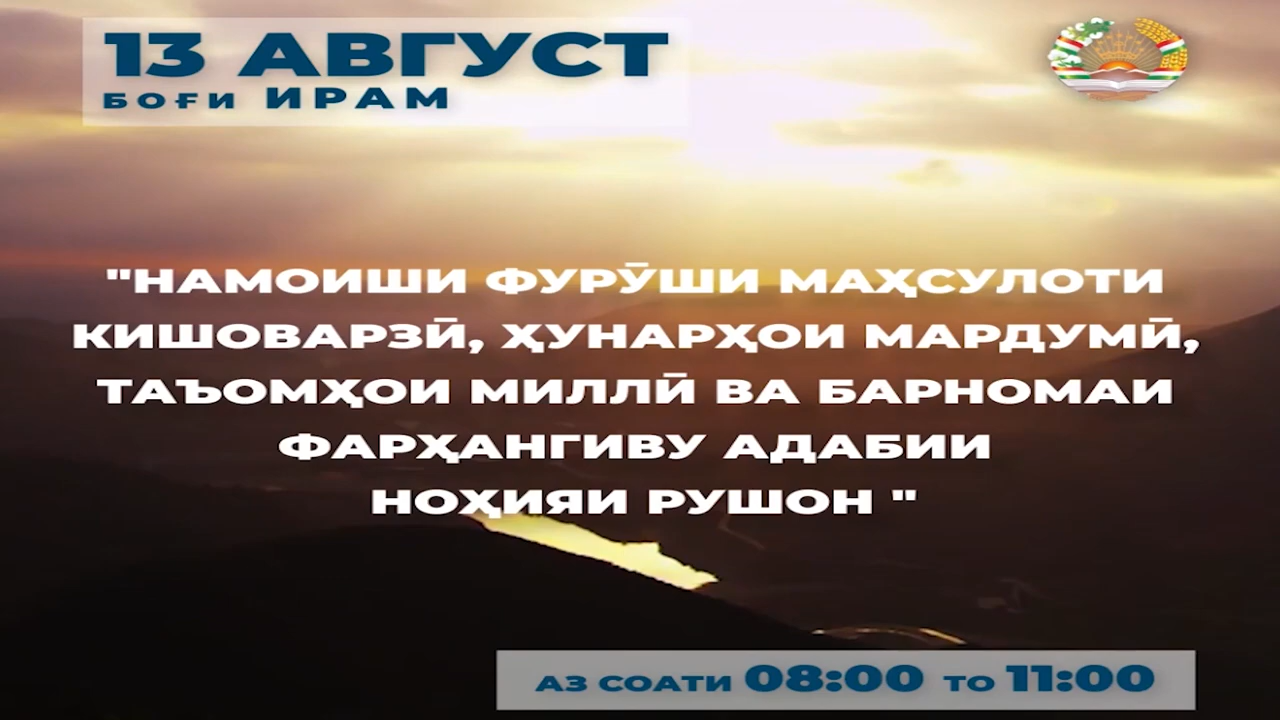 13 АВГУСТ
БОҒИ ИРАМ
"НАМОИШИ ФУРӮШИ МАҲСУЛОТИ
КИШОВАРЗӢ, ҲУНАРҲОИ МАРДУМӢ,
ТАЪОМҲОИ МИЛЛӢ ВА БАРНОМАИ
ФАРҲАНГИВУ АДАБИИ
НОҲИЯИ РУШОН "
АЗ СОАТИ 08:00 ТО 11:00